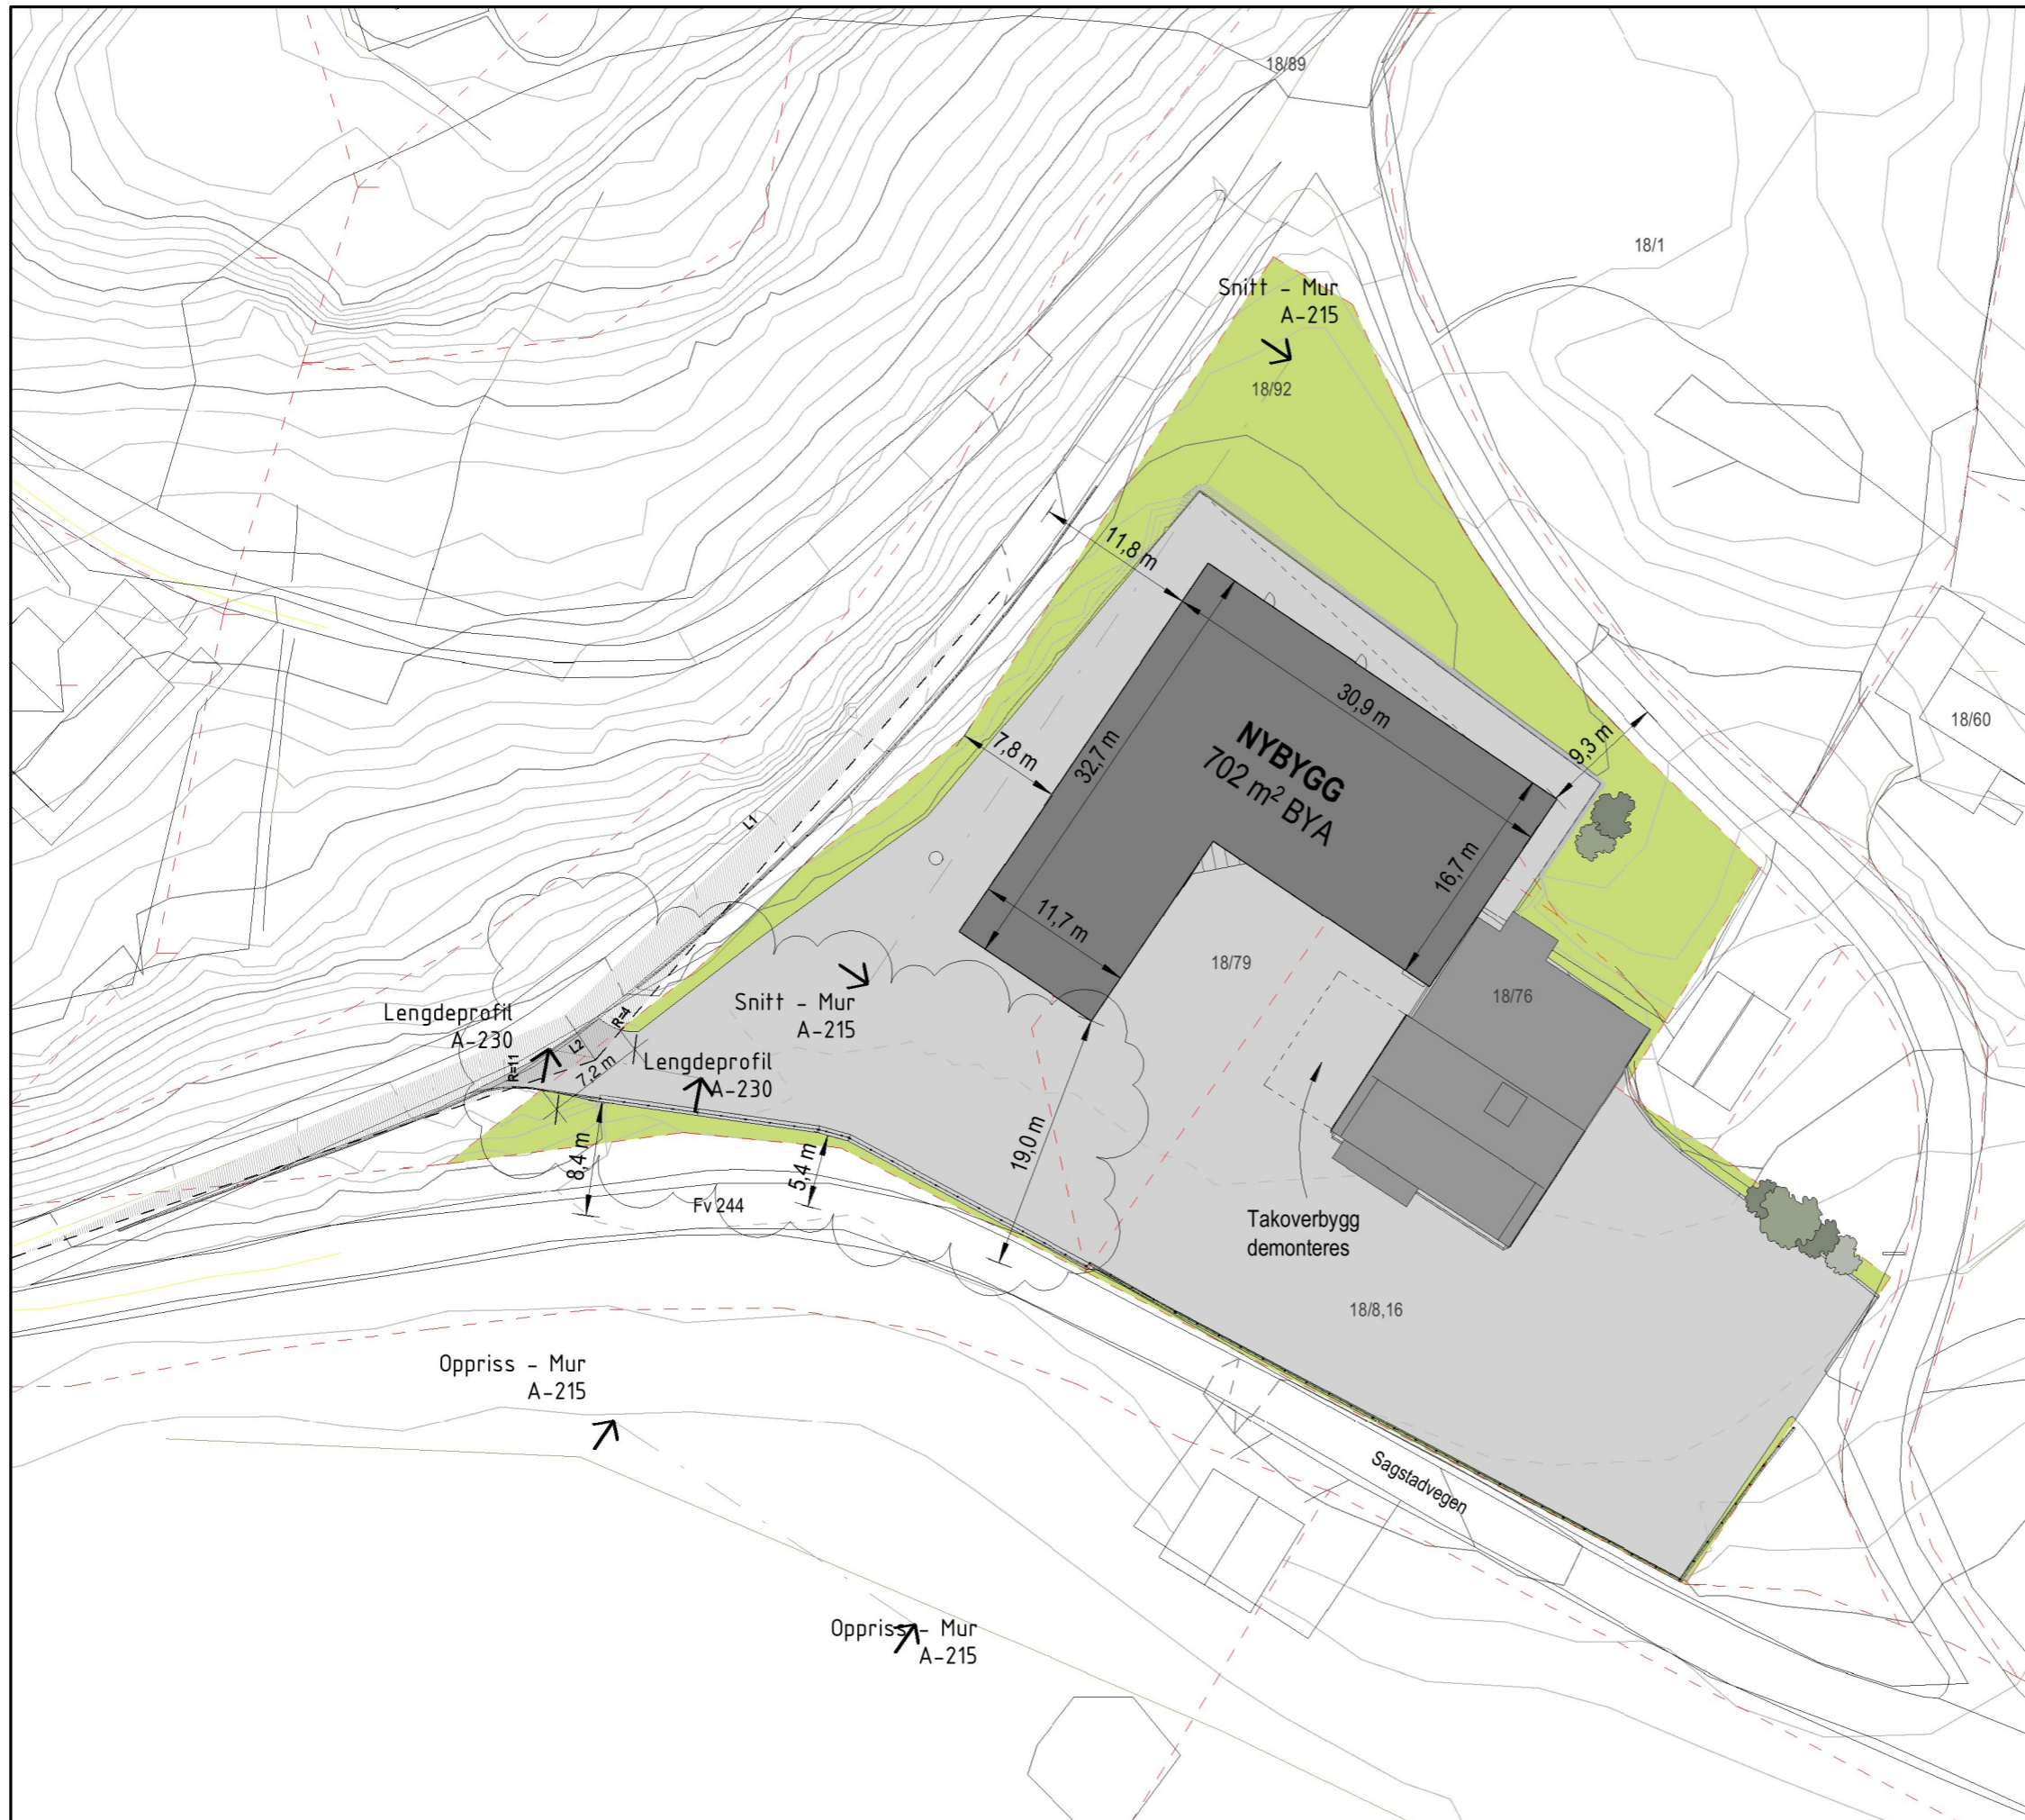 18/89
18/1
Snitt - Mur
A-215
18/92
11,8 m
30,9 m
18/60
9,3 m
7,8 m
32,7 m
NYBYGG
702 m² BYA
L1
16,7 m
11,7 m
18/79
18/76
Snitt - Mur
A-215
Lengdeprofil
A-230
R=4
L2
R=11
7,2 m
Lengdeprofil
A-230
8,4 m
5,4 m
19,0 m
Fv 244
Takoverbygg
demonteres
18/8,16
Oppriss - Mur
A-215
Sagstadvegen
Oppriss - Mur
A-215